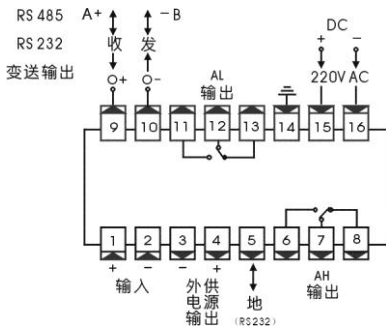 RS 485 A+ -B
RS 232 收 发 DC
变送输出 + - + -
AL 220V AC
输出
9 10 11 12 13 14 15 16
1 2 3 4 5 6 7 8
+ - - +
输入 外供 地 AH
电源 (RS232) 输出
输出